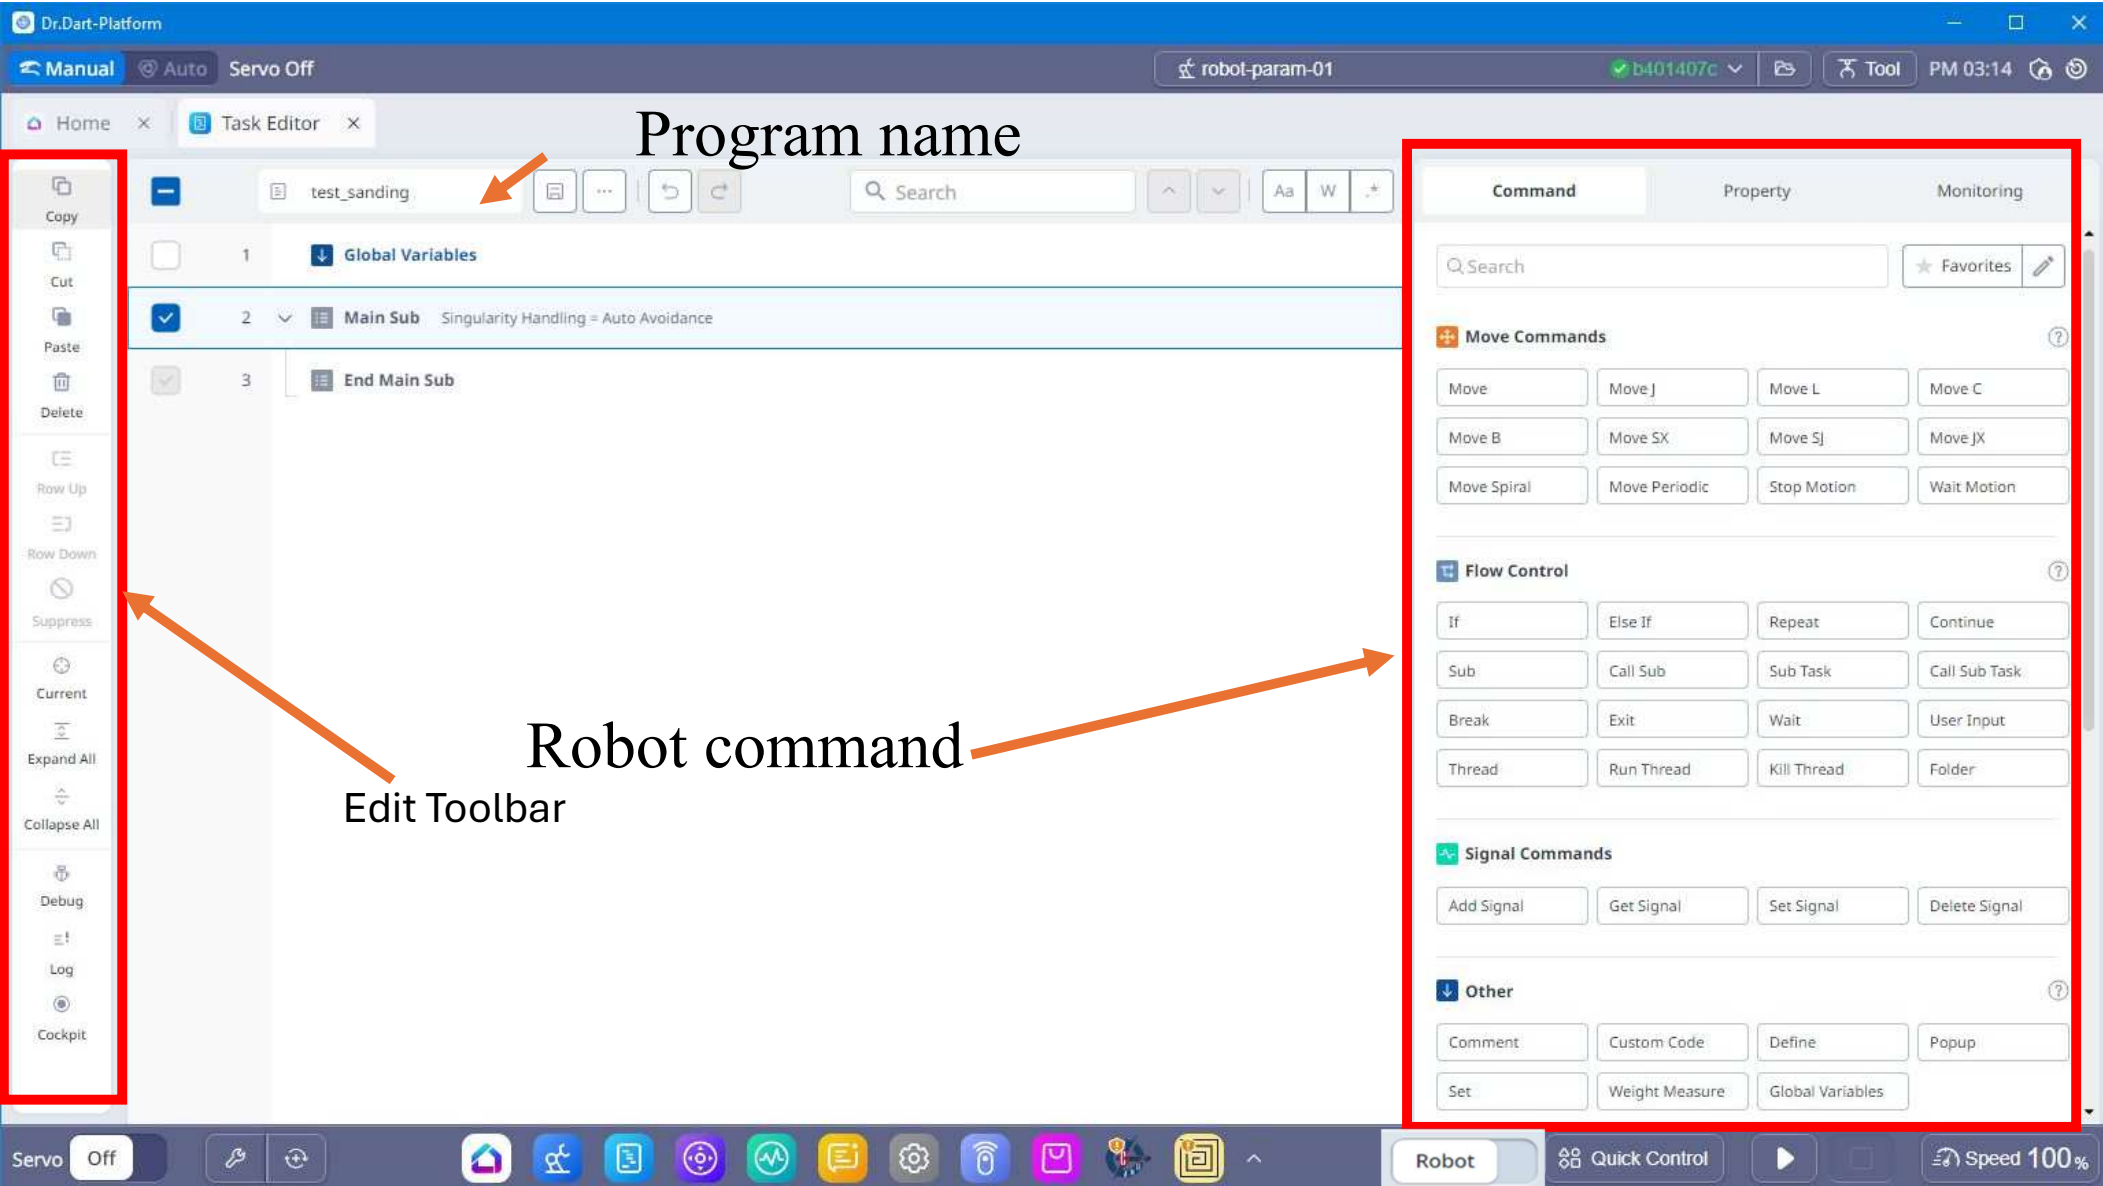 Dr.Dart-Platform
Manual Auto Servo Off robot-param-01 b401407c Tool PM 03:14
Home Task Editor
Program name
test_sanding Search Aa W .*
Copy
Cut
Paste
Delete
Row Up
Row Down
Suppress
Current
Expand All
Collapse All
Debug
Log
Cockpit
1 Global Variables
2 Main Sub Singularity Handling = Auto Avoidance
3 End Main Sub
Robot command
Edit Toolbar
Command Property Monitoring
Search Favorites
Move Commands
Move Move J Move L Move C
Move B Move SX Move SJ Move JX
Move Spiral Move Periodic Stop Motion Wait Motion
Flow Control
If Else If Repeat Continue
Sub Call Sub Sub Task Call Sub Task
Break Exit Wait User Input
Thread Run Thread Kill Thread Folder
Signal Commands
Add Signal Get Signal Set Signal Delete Signal
Other
Comment Custom Code Define Popup
Set Weight Measure Global Variables
Servo Off Robot Quick Control Speed 100%